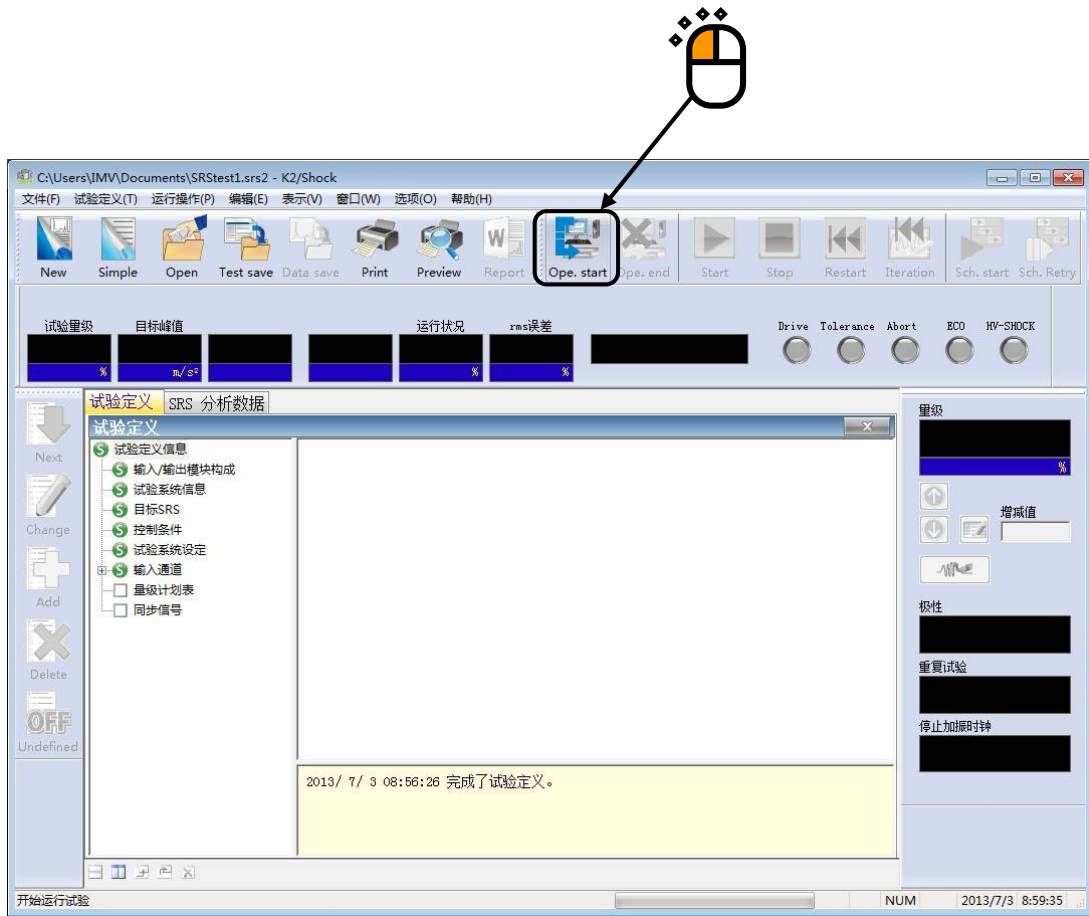 C:\Users\IMV\Documents\SRStest1.srs2 - K2/Shock
文件(F) 试验定义(T) 运行操作(P) 编辑(E) 表示(V) 窗口(W) 选项(O) 帮助(H)
New Simple Open Test save Data save Print Preview Report Ope. start Ope. end Start Stop Restart Iteration Sch. start Sch. Retry
试验量级 目标峰值 运行状况 rms误差 Drive Tolerance Abort ECO HV-SHOCK
% m/s² % %
试验定义 SRS 分析数据
试验定义
Next
Change
Add
Delete
OFF
Undefined
试验定义信息
输入/输出模块构成
试验系统信息
目标SRS
控制条件
试验系统设定
输入通道
量级计划表
同步信号
2013/ 7/ 3 08:56:26 完成了试验定义。
量级
%
增减值
极性
重复试验
停止加振时钟
开始运行试验 NUM 2013/7/3 8:59:35